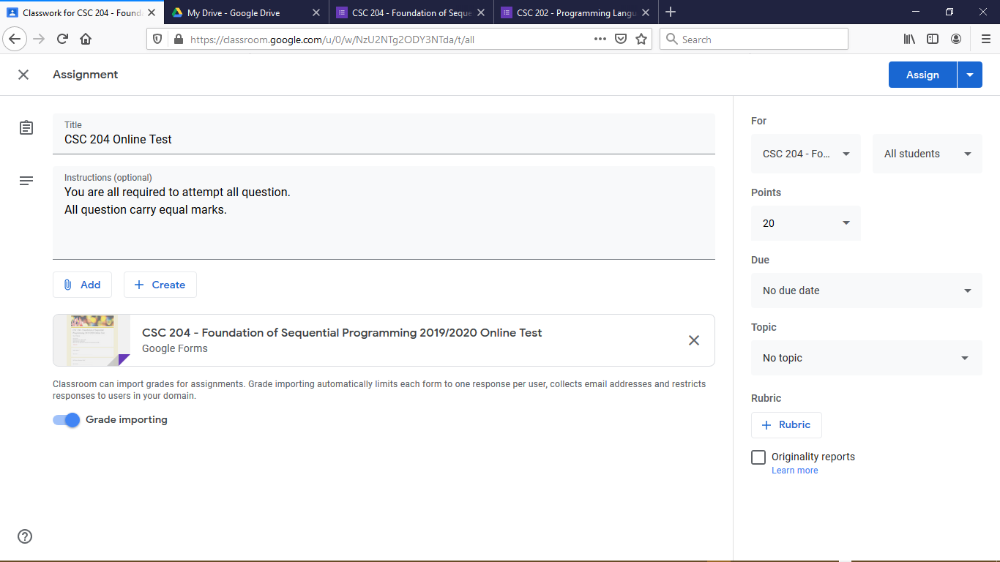 Classwork for CSC 204 - Found
My Drive - Google Drive
CSC 204 - Foundation of Seque
CSC 202 - Programming Langu
https://classroom.google.com/u/0/w/NzU2NTg2ODY3NTda/t/all
Search
Assignment
Assign
Title
CSC 204 Online Test
Instructions (optional)
You are all required to attempt all question.
All question carry equal marks.
Add
Create
CSC 204 - Foundation of Sequential Programming 2019/2020 Online Test
Google Forms
Classroom can import grades for assignments. Grade importing automatically limits each form to one response per user, collects email addresses and restricts
responses to users in your domain.
Grade importing
For
CSC 204 - Fo...
All students
Points
20
Due
No due date
Topic
No topic
Rubric
Rubric
Originality reports
Learn more